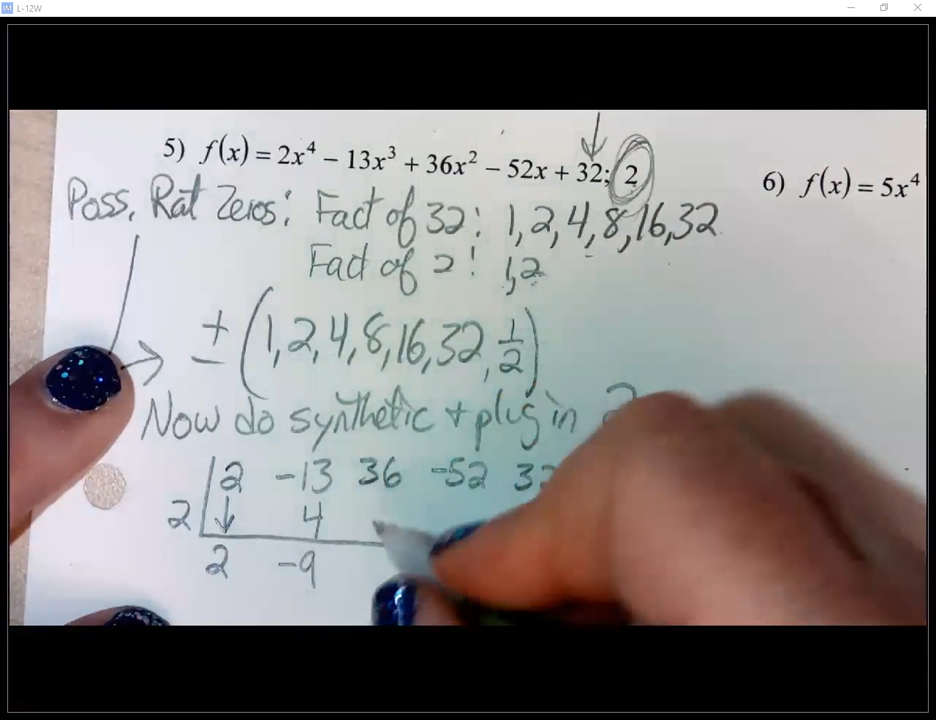 L-12W
5) f(x) = 2x⁴ − 13x³ + 36x² − 52x + 32; 2
6) f(x) = 5x⁴
Poss. Rat Zeros: Fact of 32: 1, 2, 4, 8, 16, 32
Fact of 2: 1, 2
→ ± (1, 2, 4, 8, 16, 32, 1/2)
Now do synthetic + plug in 2
2 -13 36 -52 32
2 ↓ 4
2 -9